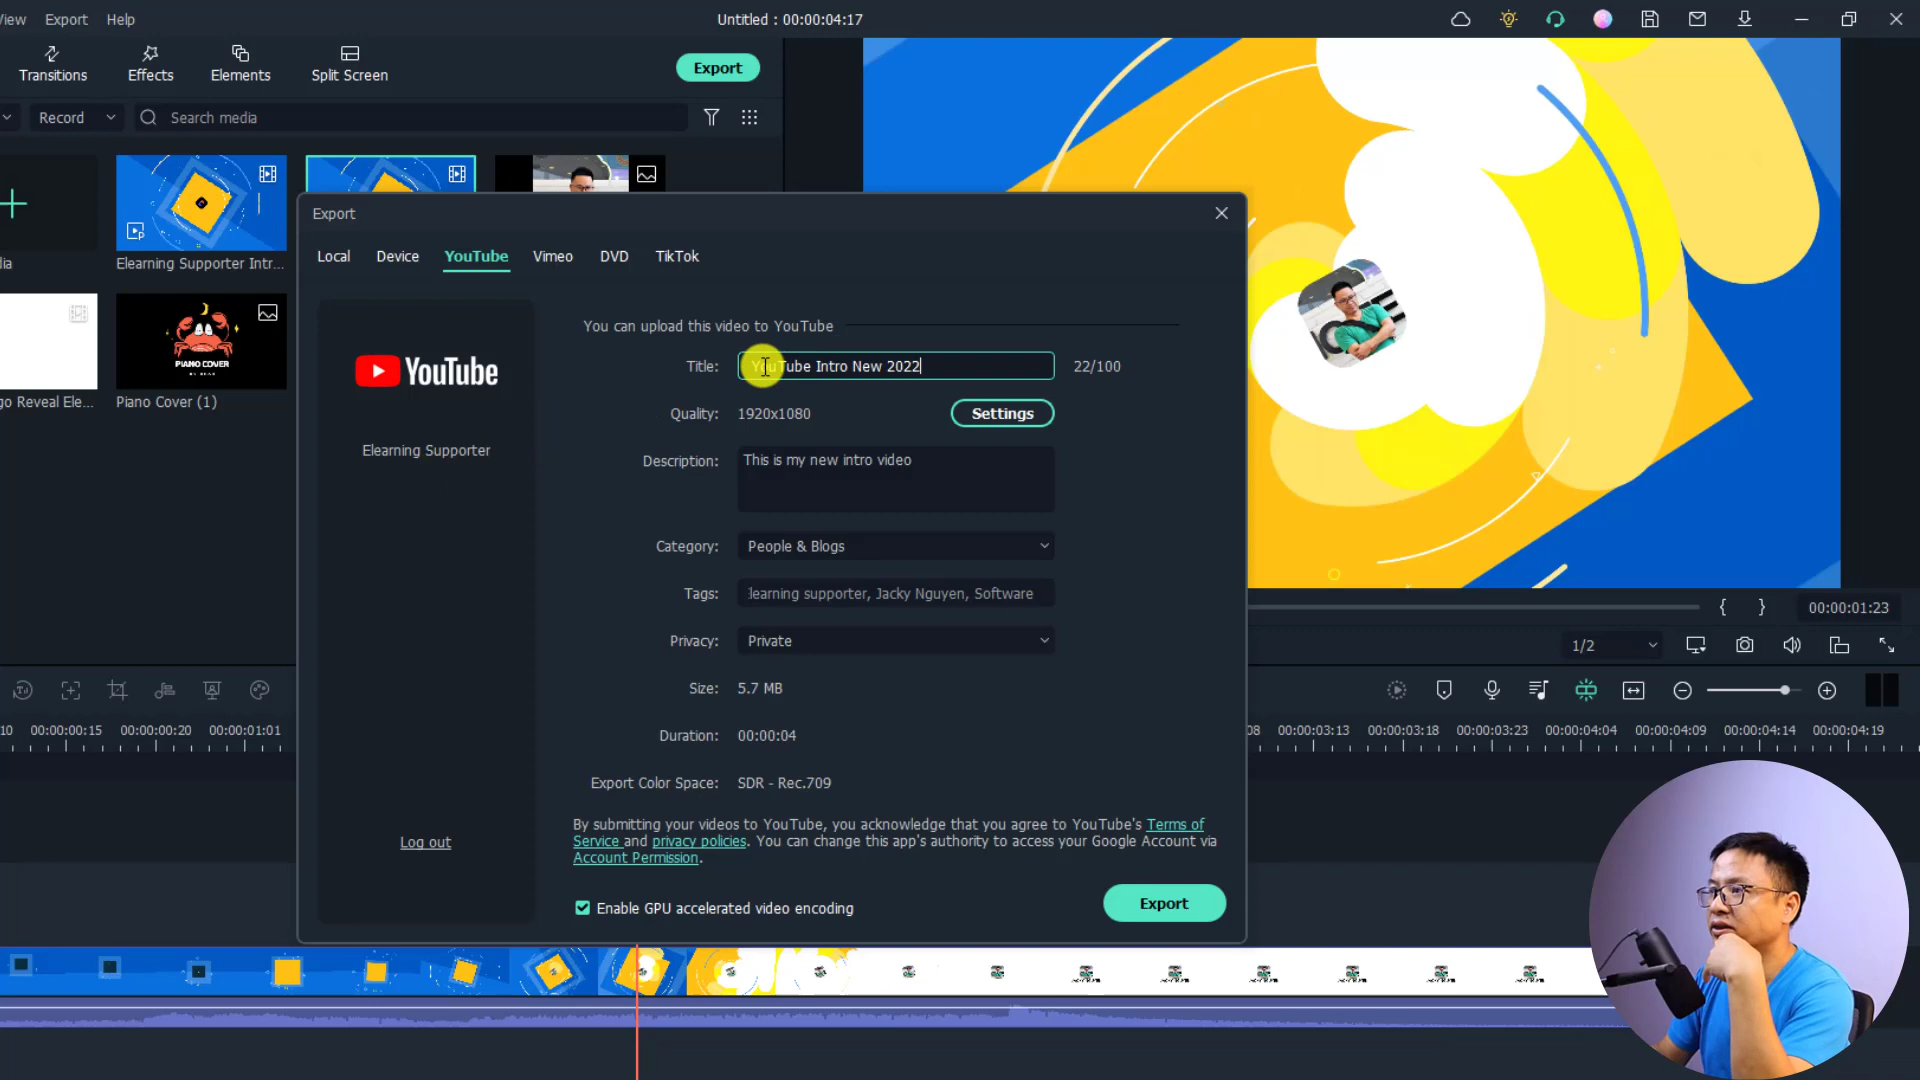 View Export Help
Untitled : 00:00:04:17
Transitions
Effects
Elements
Split Screen
Export
Record
Search media
Elearning Supporter Intr...
PIANO COVER
Piano Cover (1)
Export
Local
Device
YouTube
Vimeo
DVD
TikTok
YouTube
Elearning Supporter
Log out
You can upload this video to YouTube
Title: YouTube Intro New 2022 22/100
Quality: 1920x1080 Settings
Description: This is my new intro video
Category: People & Blogs
Tags: learning supporter, Jacky Nguyen, Software
Privacy: Private
Size: 5.7 MB
Duration: 00:00:04
Export Color Space: SDR - Rec.709
By submitting your videos to YouTube, you acknowledge that you agree to YouTube's Terms of
Service and privacy policies. You can change this app's authority to access your Google Account via
Account Permission.
Enable GPU accelerated video encoding
Export
{ } 00:00:01:23
1/2
10 00:00:00:15 00:00:00:20 00:00:01:01
08 00:00:03:13 00:00:03:18 00:00:03:23 00:00:04:04 00:00:04:09 00:00:04:14 00:00:04:19